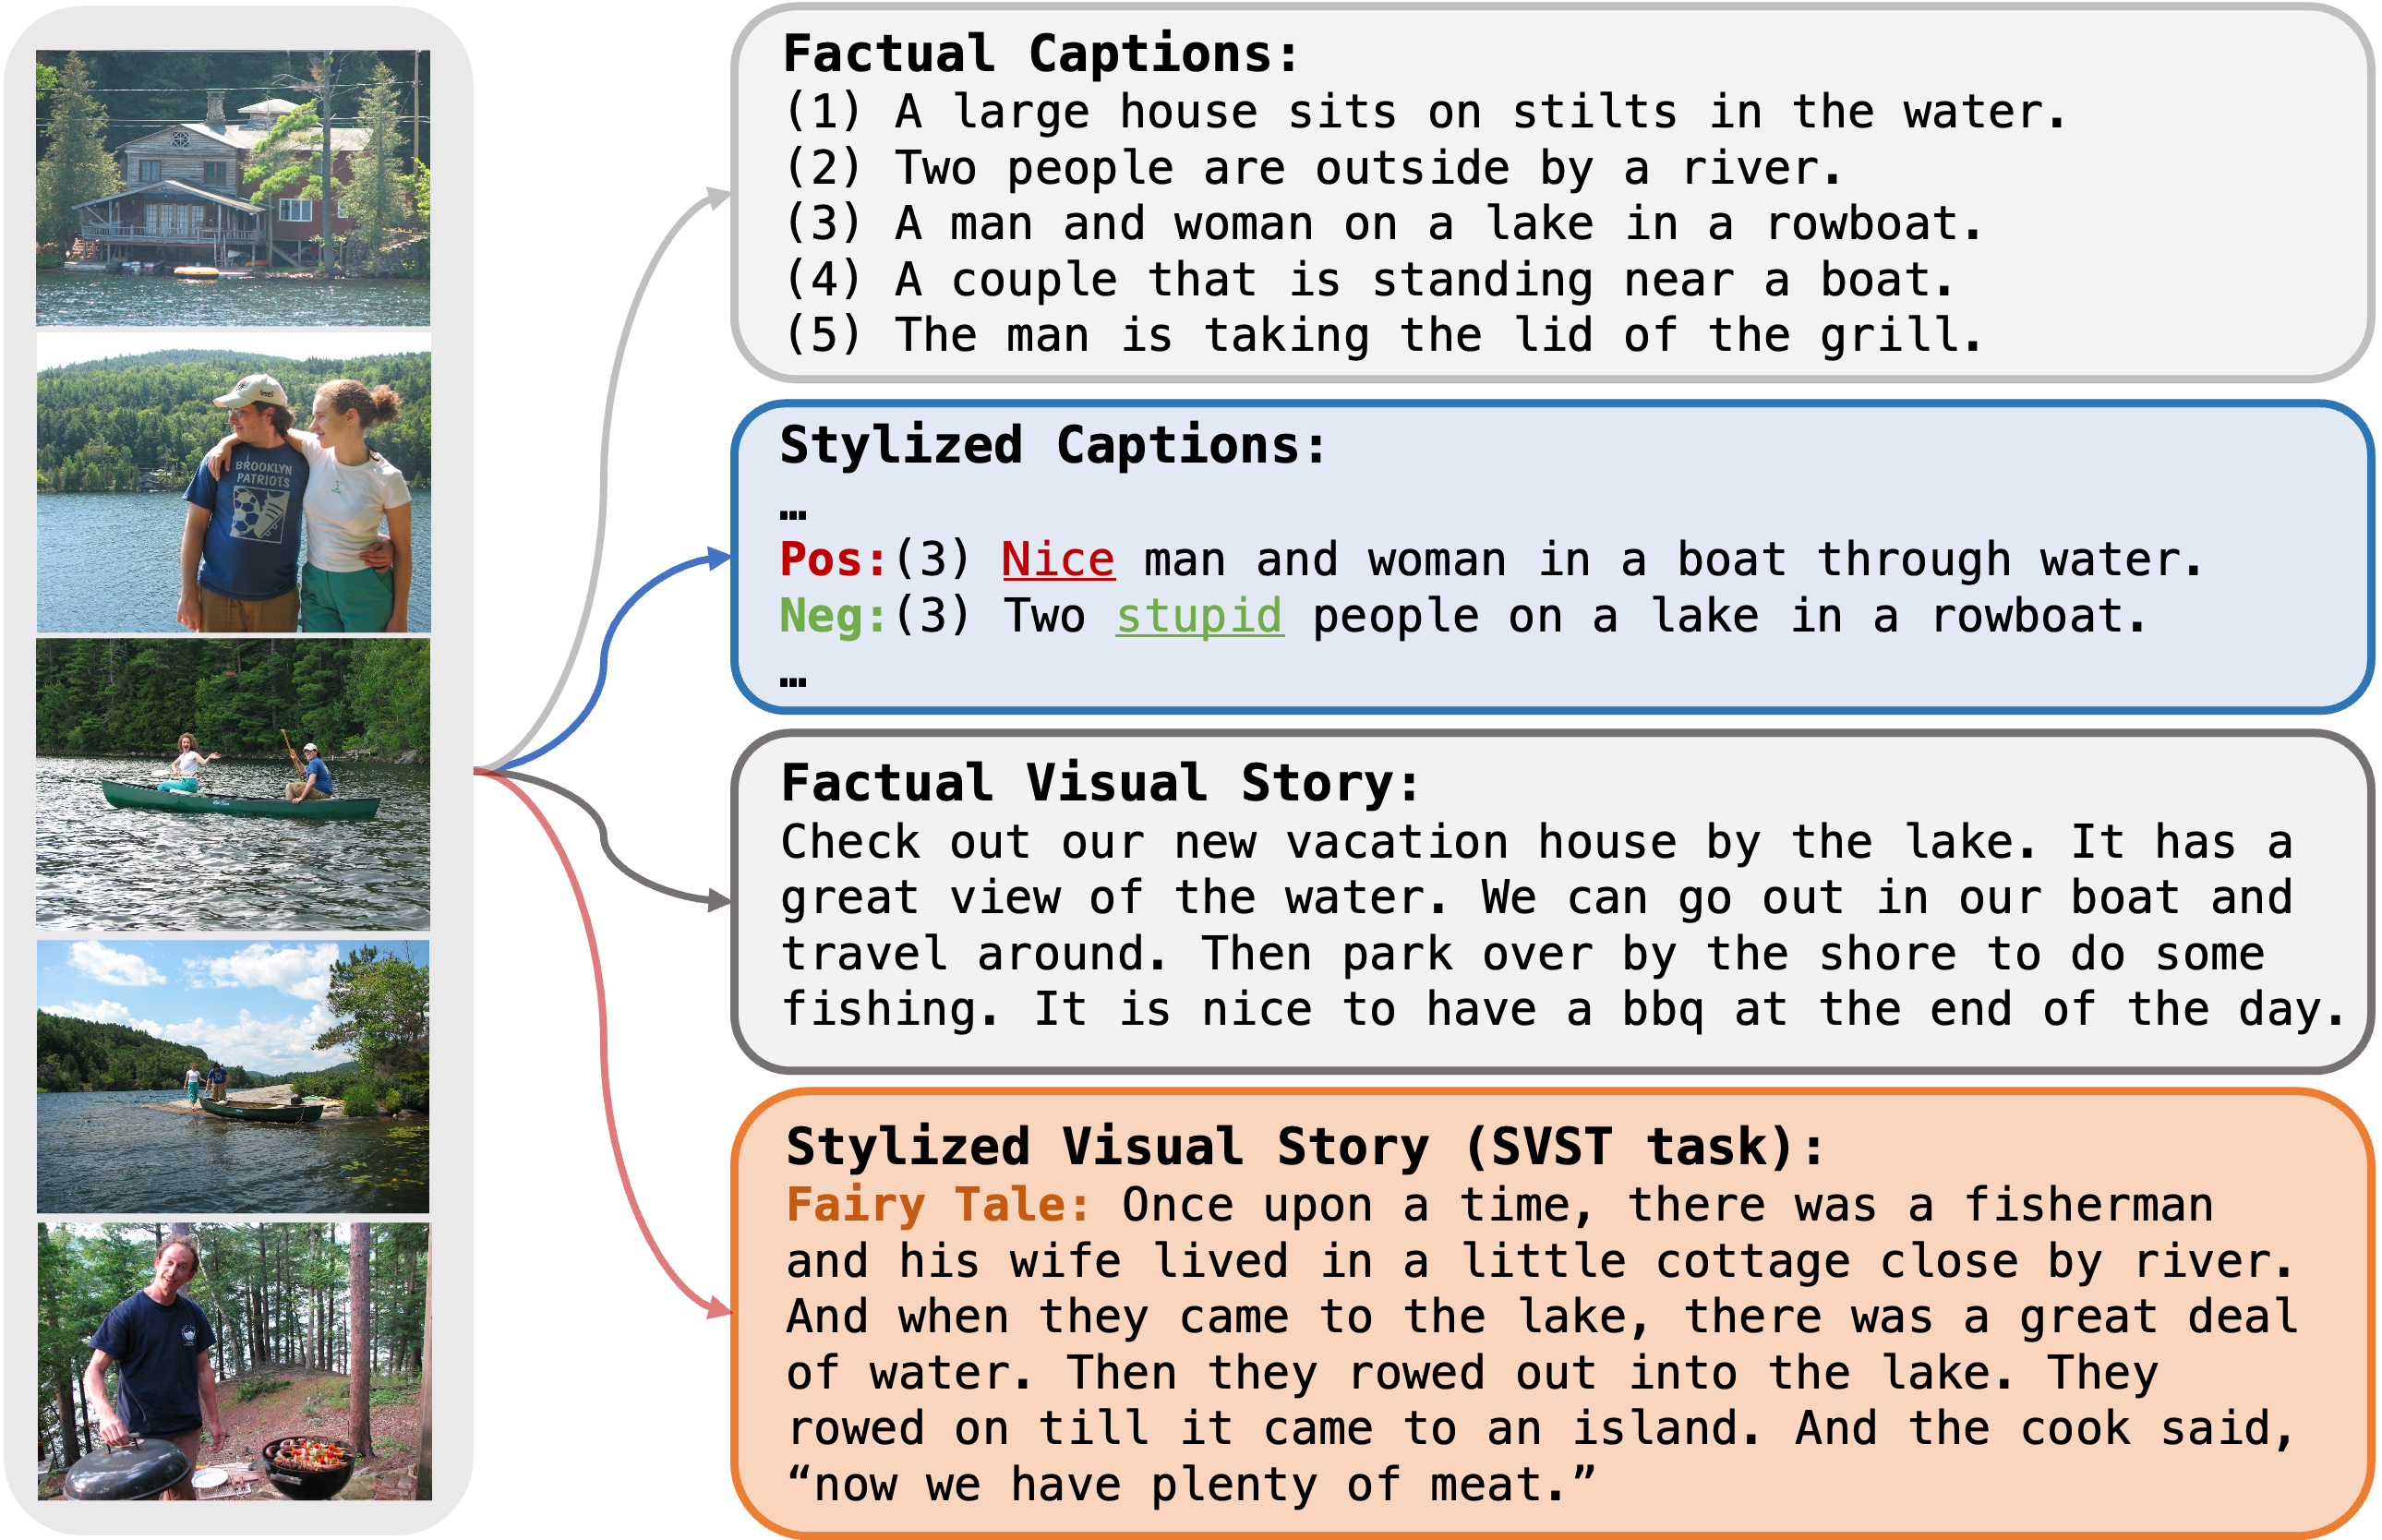 BROOKLYN
PATRIOTS
Factual Captions:
(1) A large house sits on stilts in the water.
(2) Two people are outside by a river.
(3) A man and woman on a lake in a rowboat.
(4) A couple that is standing near a boat.
(5) The man is taking the lid of the grill.
Stylized Captions:
…
Pos:(3) Nice man and woman in a boat through water.
Neg:(3) Two stupid people on a lake in a rowboat.
…
Factual Visual Story:
Check out our new vacation house by the lake. It has a
great view of the water. We can go out in our boat and
travel around. Then park over by the shore to do some
fishing. It is nice to have a bbq at the end of the day.
Stylized Visual Story (SVST task):
Fairy Tale: Once upon a time, there was a fisherman
and his wife lived in a little cottage close by river.
And when they came to the lake, there was a great deal
of water. Then they rowed out into the lake. They
rowed on till it came to an island. And the cook said,
“now we have plenty of meat.”